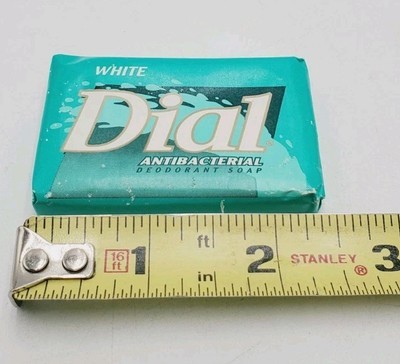 WHITE
Dial
ANTIBACTERIAL
DEODORANT SOAP
16 ft. 1 ft in 2 STANLEY ® 3